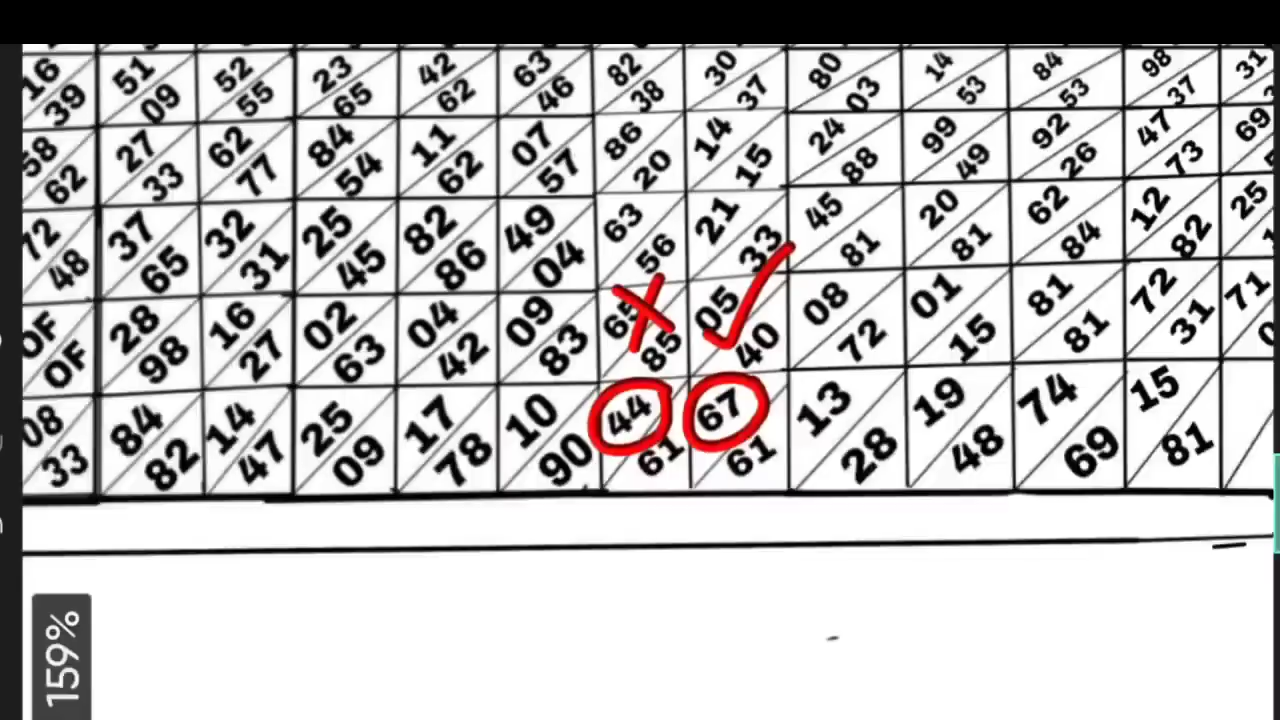 16 51 52 23 42 63 82 30 80 14 84 98 31
39 09 55 65 62 46 38 37 03 53 53 37
58 27 62 84 11 07 86 14 24 99 92 47 69
62 33 77 54 62 57 20 15 88 49 26 73
72 37 32 25 82 49 63 21 45 20 62 12 25
48 65 31 45 86 04 56 33 81 81 84 82
OF 28 16 02 04 09 65 05 08 01 81 72 71
OF 98 27 63 42 83 85 40 72 15 81 31
08 84 14 25 17 10 44 67 13 19 74 15
33 82 47 09 78 90 61 61 28 48 69 81
159%